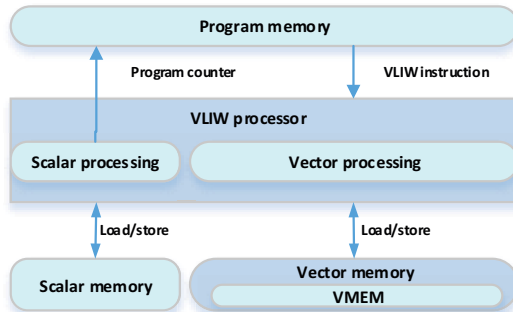 Program memory
Program counter
VLIW instruction
VLIW processor
Scalar processing
Vector processing
Load/store
Load/store
Scalar memory
Vector memory
VMEM